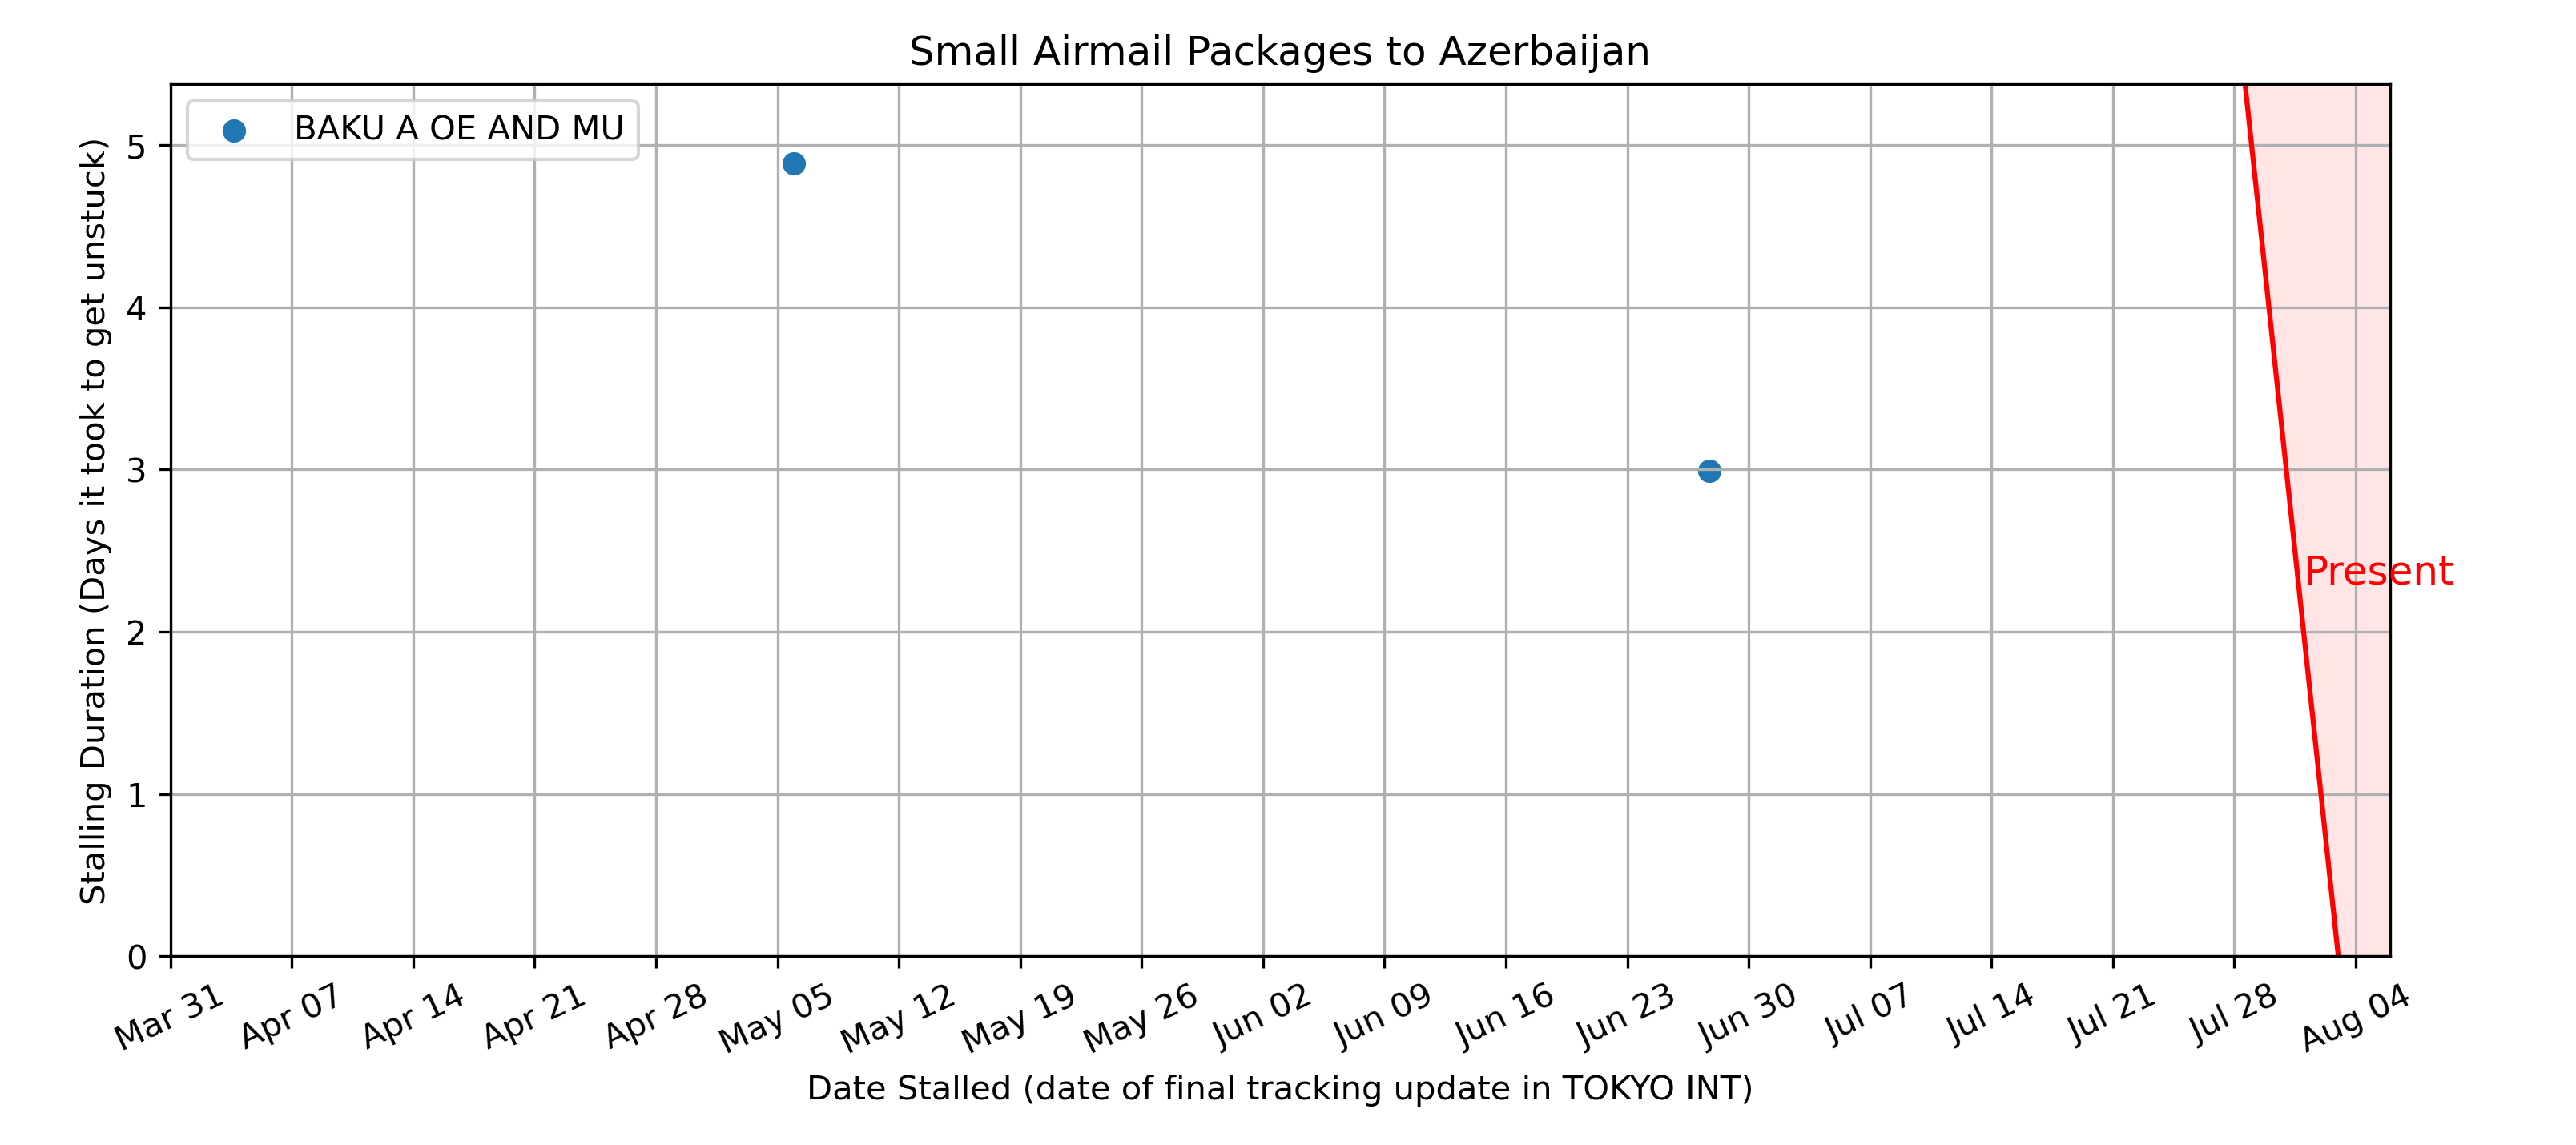 Small Airmail Packages to Azerbaijan
BAKU A OE AND MU
Stalling Duration (Days it took to get unstuck)
5
4
3
2
1
0
Present
Mar 31 Apr 07 Apr 14 Apr 21 Apr 28 May 05 May 12 May 19 May 26 Jun 02 Jun 09 Jun 16 Jun 23 Jun 30 Jul 07 Jul 14 Jul 21 Jul 28 Aug 04
Date Stalled (date of final tracking update in TOKYO INT)